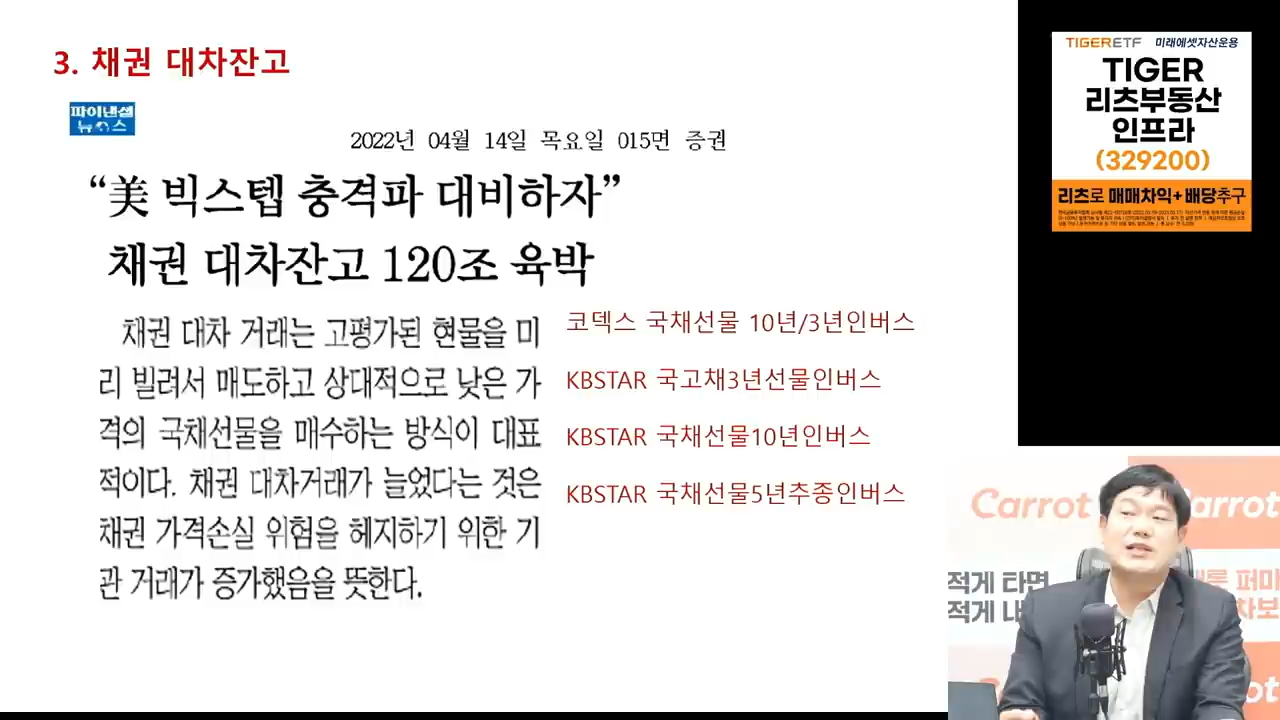 3. 채권 대차잔고
파이낸셜
뉴스
2022년 04월 14일 목요일 015면 증권
“美 빅스텝 충격파 대비하자”
채권 대차잔고 120조 육박
채권 대차 거래는 고평가된 현물을 미
리 빌려서 매도하고 상대적으로 낮은 가
격의 국채선물을 매수하는 방식이 대표
적이다. 채권 대차거래가 늘었다는 것은
채권 가격손실 위험을 헤지하기 위한 기
관 거래가 증가했음을 뜻한다.
코덱스 국채선물 10년/3년인버스
KBSTAR 국고채3년선물인버스
KBSTAR 국채선물10년인버스
KBSTAR 국채선물5년추종인버스
TIGERETF 미래에셋자산운용
TIGER
리츠부동산
인프라
(329200)
리츠로 매매차익+배당추구
Carrot
Carrot
적게 타면
적게 내
퍼마
차보
Carrot